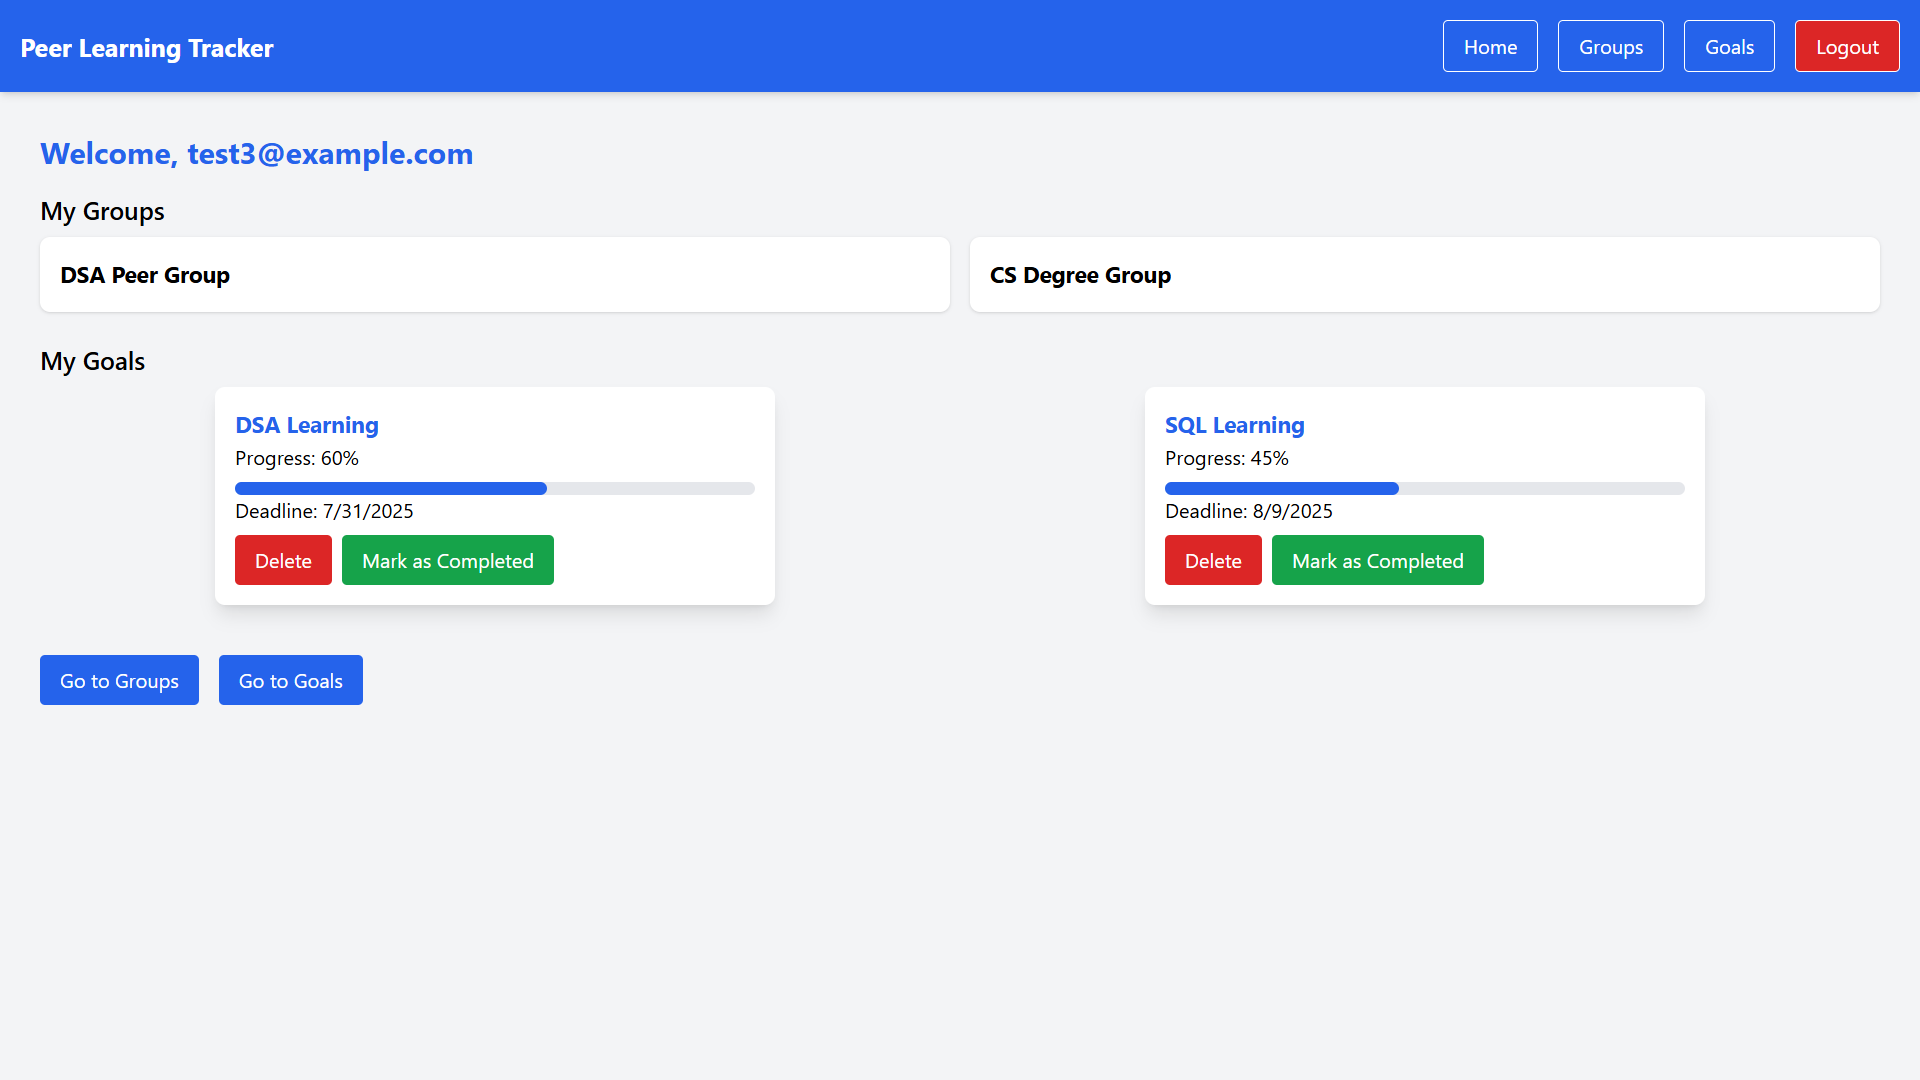 Peer Learning Tracker
Home
Groups
Goals
Logout
Welcome, test3@example.com
My Groups
DSA Peer Group
CS Degree Group
My Goals
DSA Learning
Progress: 60%
Deadline: 7/31/2025
Delete
Mark as Completed
SQL Learning
Progress: 45%
Deadline: 8/9/2025
Delete
Mark as Completed
Go to Groups
Go to Goals